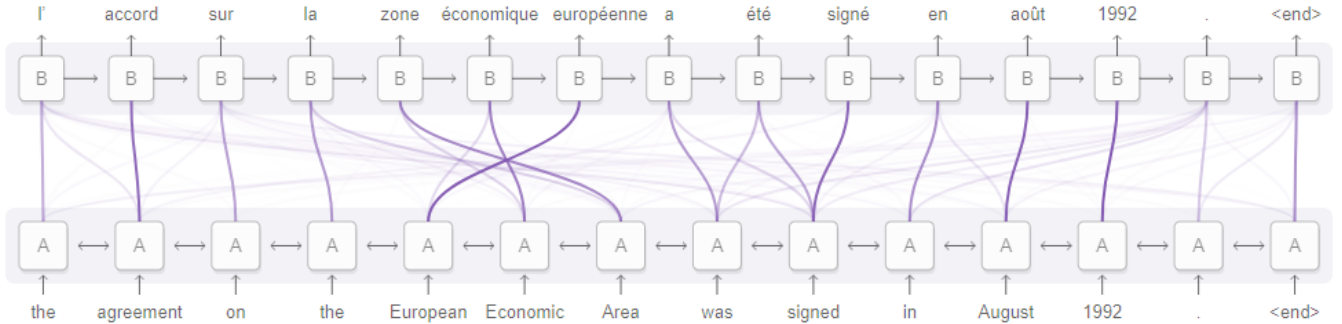 l' accord sur la zone économique européenne a été signé en août 1992 . <end>
B B B B B B B B B B B B B B B
A A A A A A A A A A A A A A
the agreement on the European Economic Area was signed in August 1992 . <end>